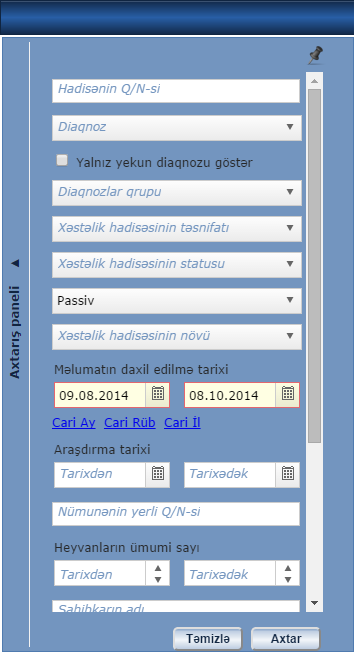 Hadisənin Q/N-si
Diaqnoz
Yalnız yekun diaqnozu göstər
Diaqnozlar qrupu
Xəstəlik hadisəsinin təsnifatı
Xəstəlik hadisəsinin statusu
Passiv
Xəstəlik hadisəsinin növü
Məlumatın daxil edilmə tarixi
09.08.2014 08.10.2014
Cari Ay Cari Rüb Cari İl
Araşdırma tarixi
Tarixdən Tarixədək
Nümunənin yerli Q/N-si
Heyvanların ümumi sayı
Tarixdən Tarixədək
Sahibkarın adı
Təmizlə Axtar
Axtarış paneli